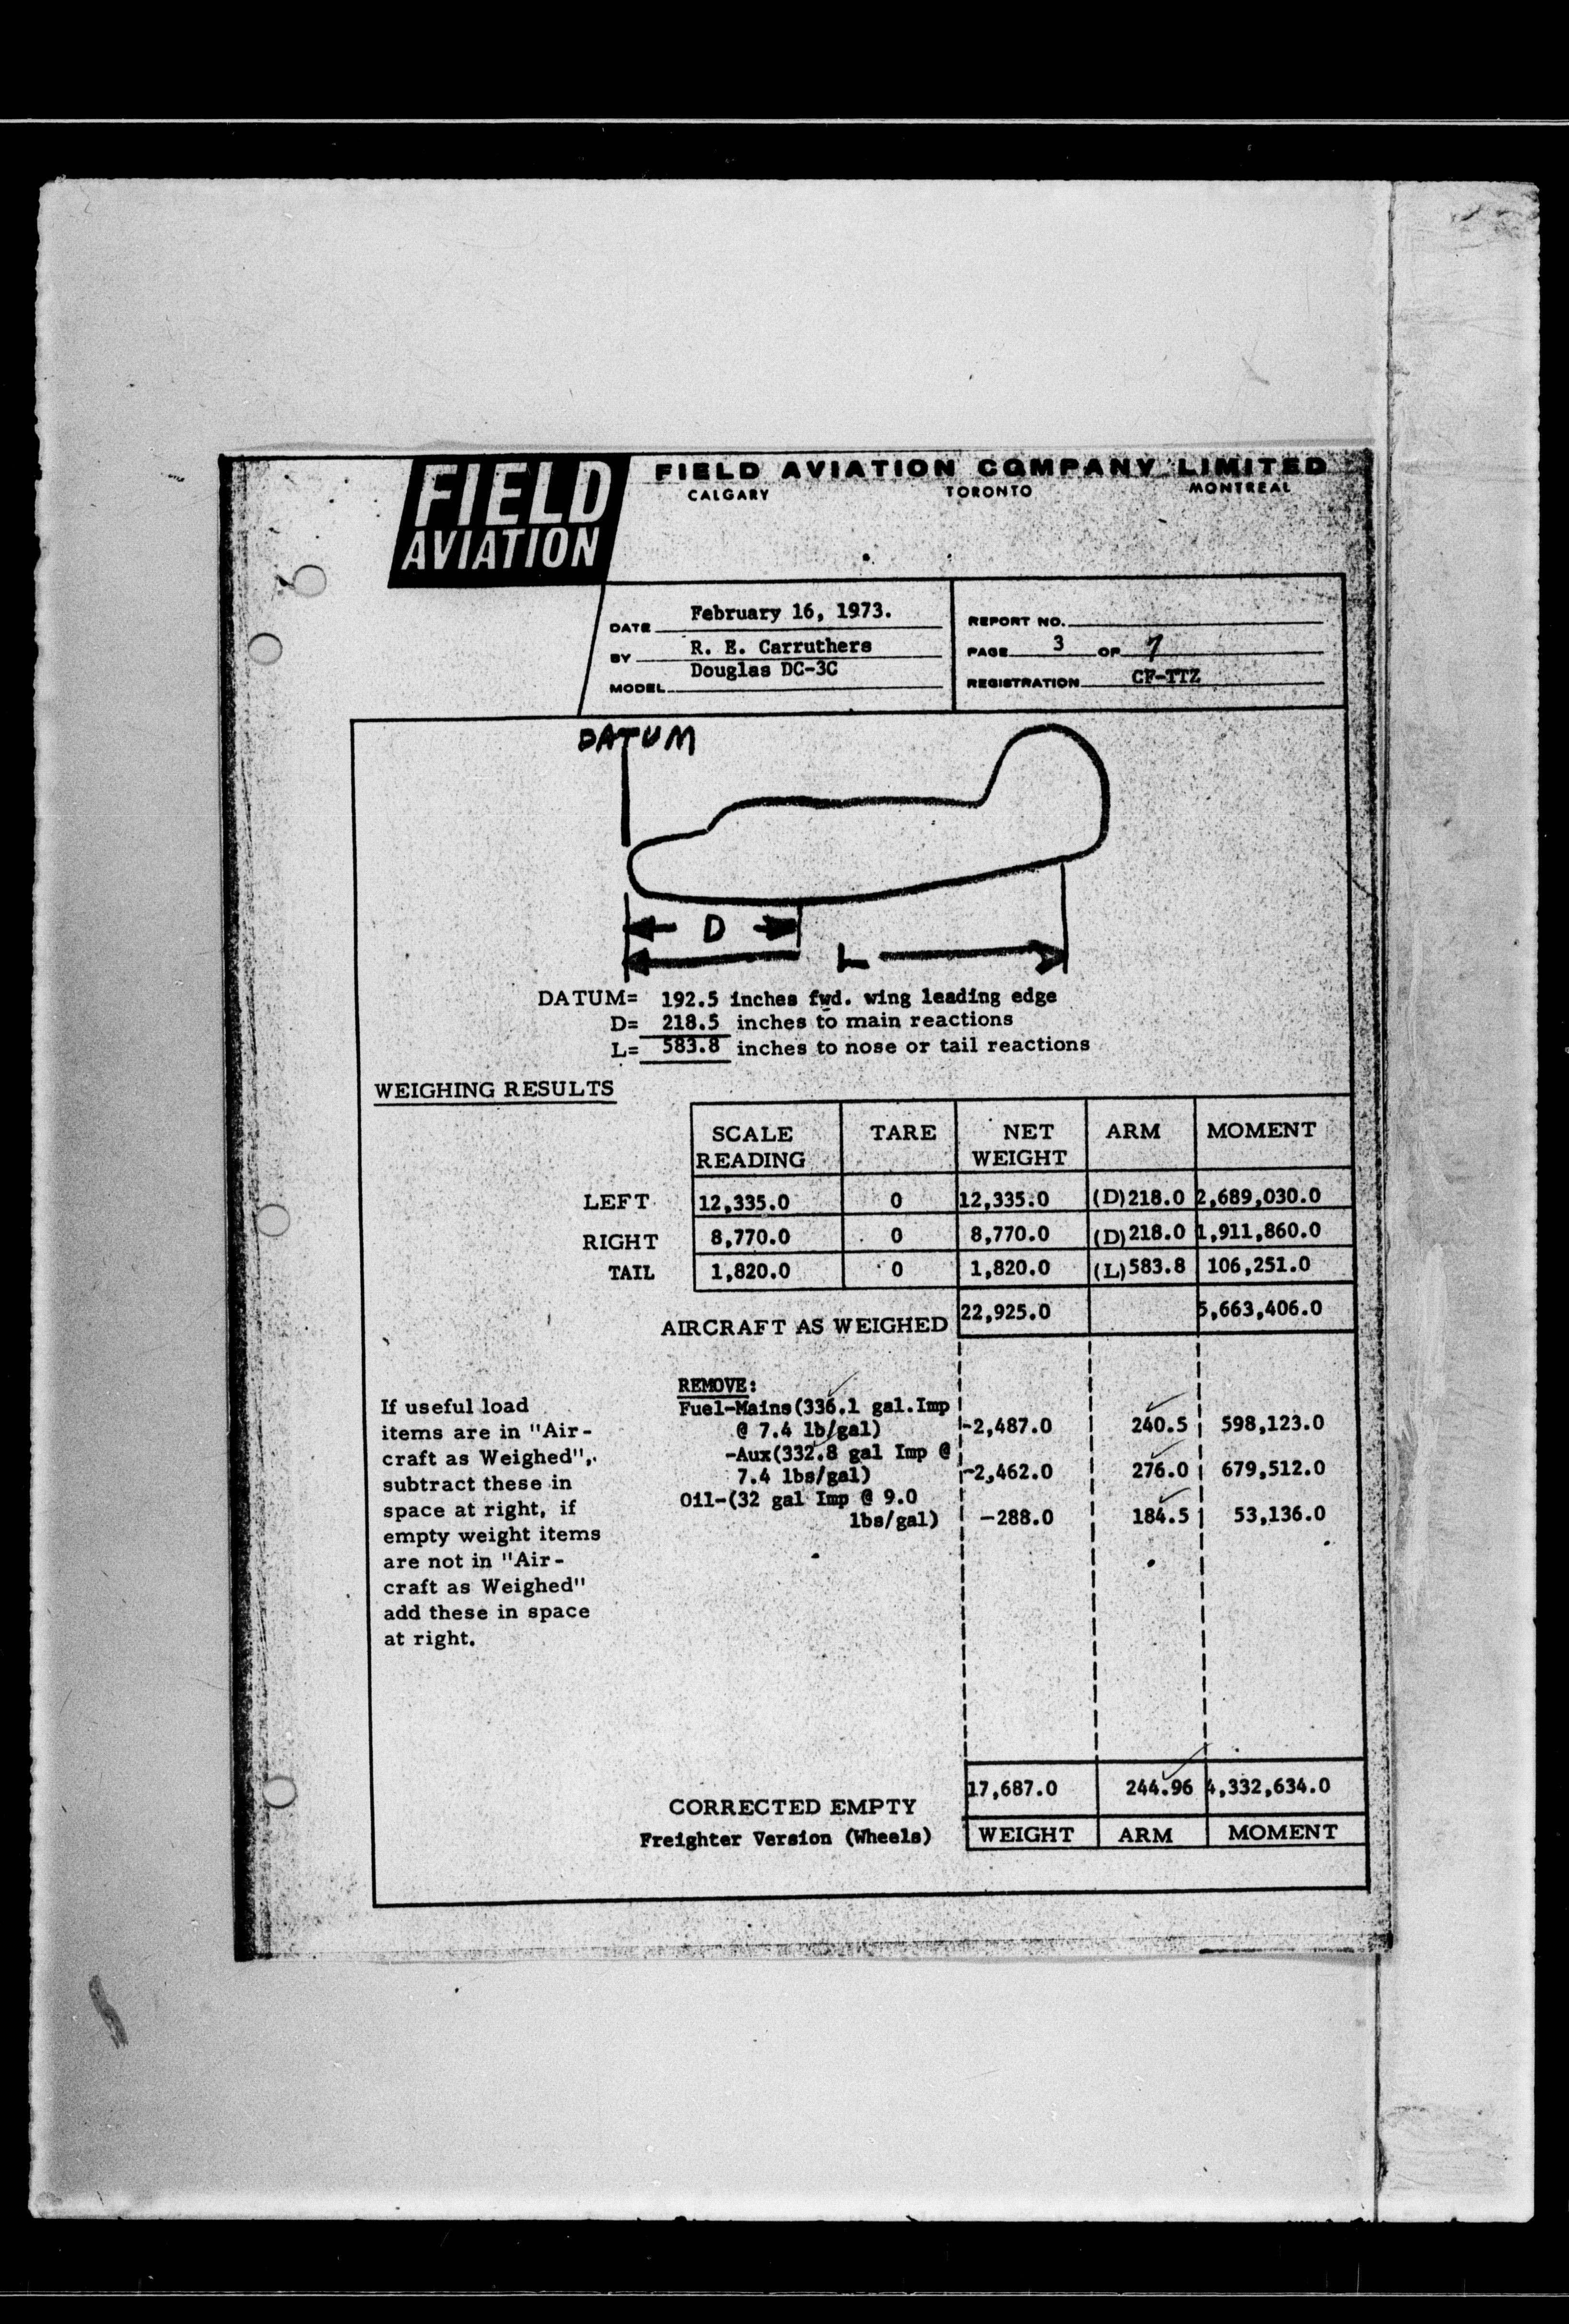 FIELD
AVIATION
FIELD AVIATION COMPANY LIMITED
CALGARY TORONTO MONTREAL
DATE February 16, 1973.
BY R. E. Carruthers
MODEL Douglas DC-3C
REPORT NO.
PAGE 3 OF 7
REGISTRATION CF-TTZ
DATUM
D
L
DATUM= 192.5 inches fwd. wing leading edge
D= 218.5 inches to main reactions
L= 583.8 inches to nose or tail reactions
WEIGHING RESULTS
SCALE READING TARE NET WEIGHT ARM MOMENT
LEFT 12,335.0 0 12,335.0 (D)218.0 2,689,030.0
RIGHT 8,770.0 0 8,770.0 (D)218.0 1,911,860.0
TAIL 1,820.0 0 1,820.0 (L)583.8 106,251.0
AIRCRAFT AS WEIGHED 22,925.0 5,663,406.0
If useful load
items are in "Air-
craft as Weighed",
subtract these in
space at right, if
empty weight items
are not in "Air-
craft as Weighed"
add these in space
at right.
REMOVE:
Fuel-Mains(336.1 gal.Imp
@ 7.4 lb/gal) -2,487.0 240.5 598,123.0
-Aux(332.8 gal Imp @
7.4 lbs/gal) -2,462.0 276.0 679,512.0
Oil-(32 gal Imp @ 9.0
lbs/gal) -288.0 184.5 53,136.0
CORRECTED EMPTY 17,687.0 244.96 4,332,634.0
Freighter Version (Wheels) WEIGHT ARM MOMENT